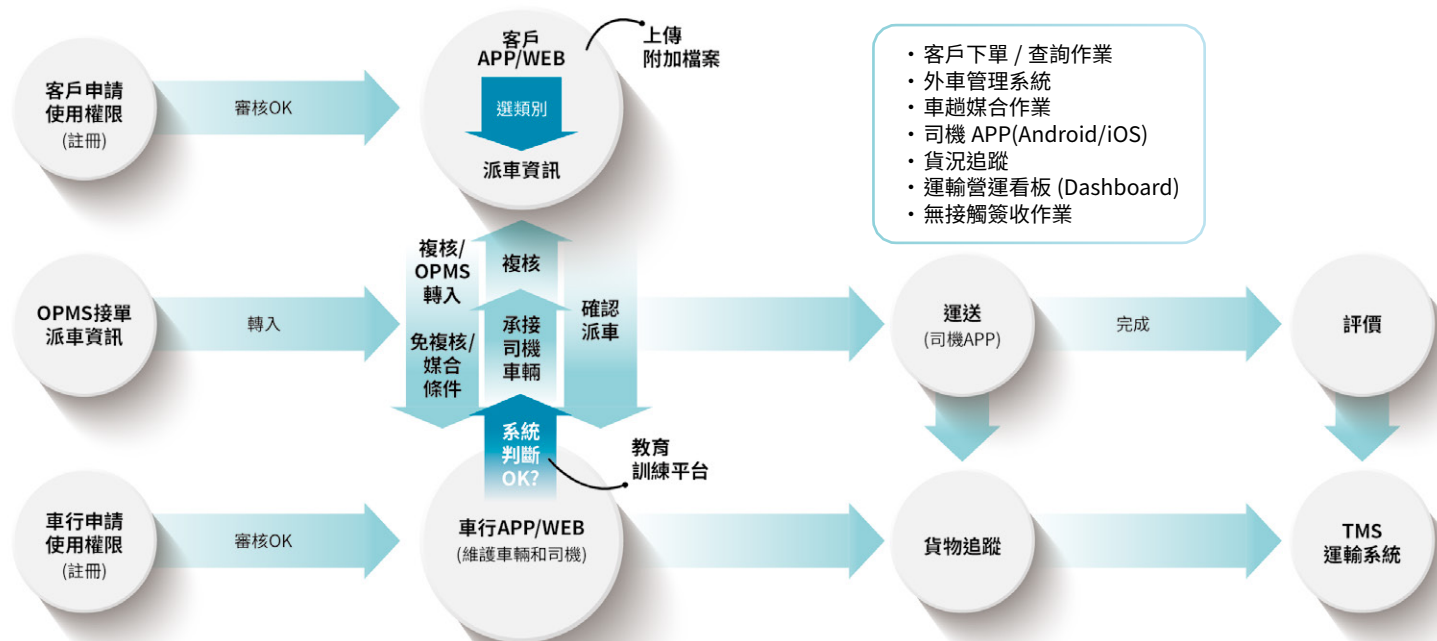 客戶申請
使用權限
(註冊)
審核OK
客戶
APP/WEB
選類別
派車資訊
上傳
附加檔案
・客戶下單 / 查詢作業
・外車管理系統
・車趟媒合作業
・司機 APP(Android/iOS)
・貨況追蹤
・運輸營運看板 (Dashboard)
・無接觸簽收作業
OPMS接單
派車資訊
轉入
複核/
OPMS
轉入
免複核/
媒合
條件
複核
承接
司機
車輛
確認
派車
運送
(司機APP)
完成
評價
系統
判斷
OK?
教育
訓練平台
車行申請
使用權限
(註冊)
審核OK
車行APP/WEB
(維護車輛和司機)
貨物追蹤
TMS
運輸系統